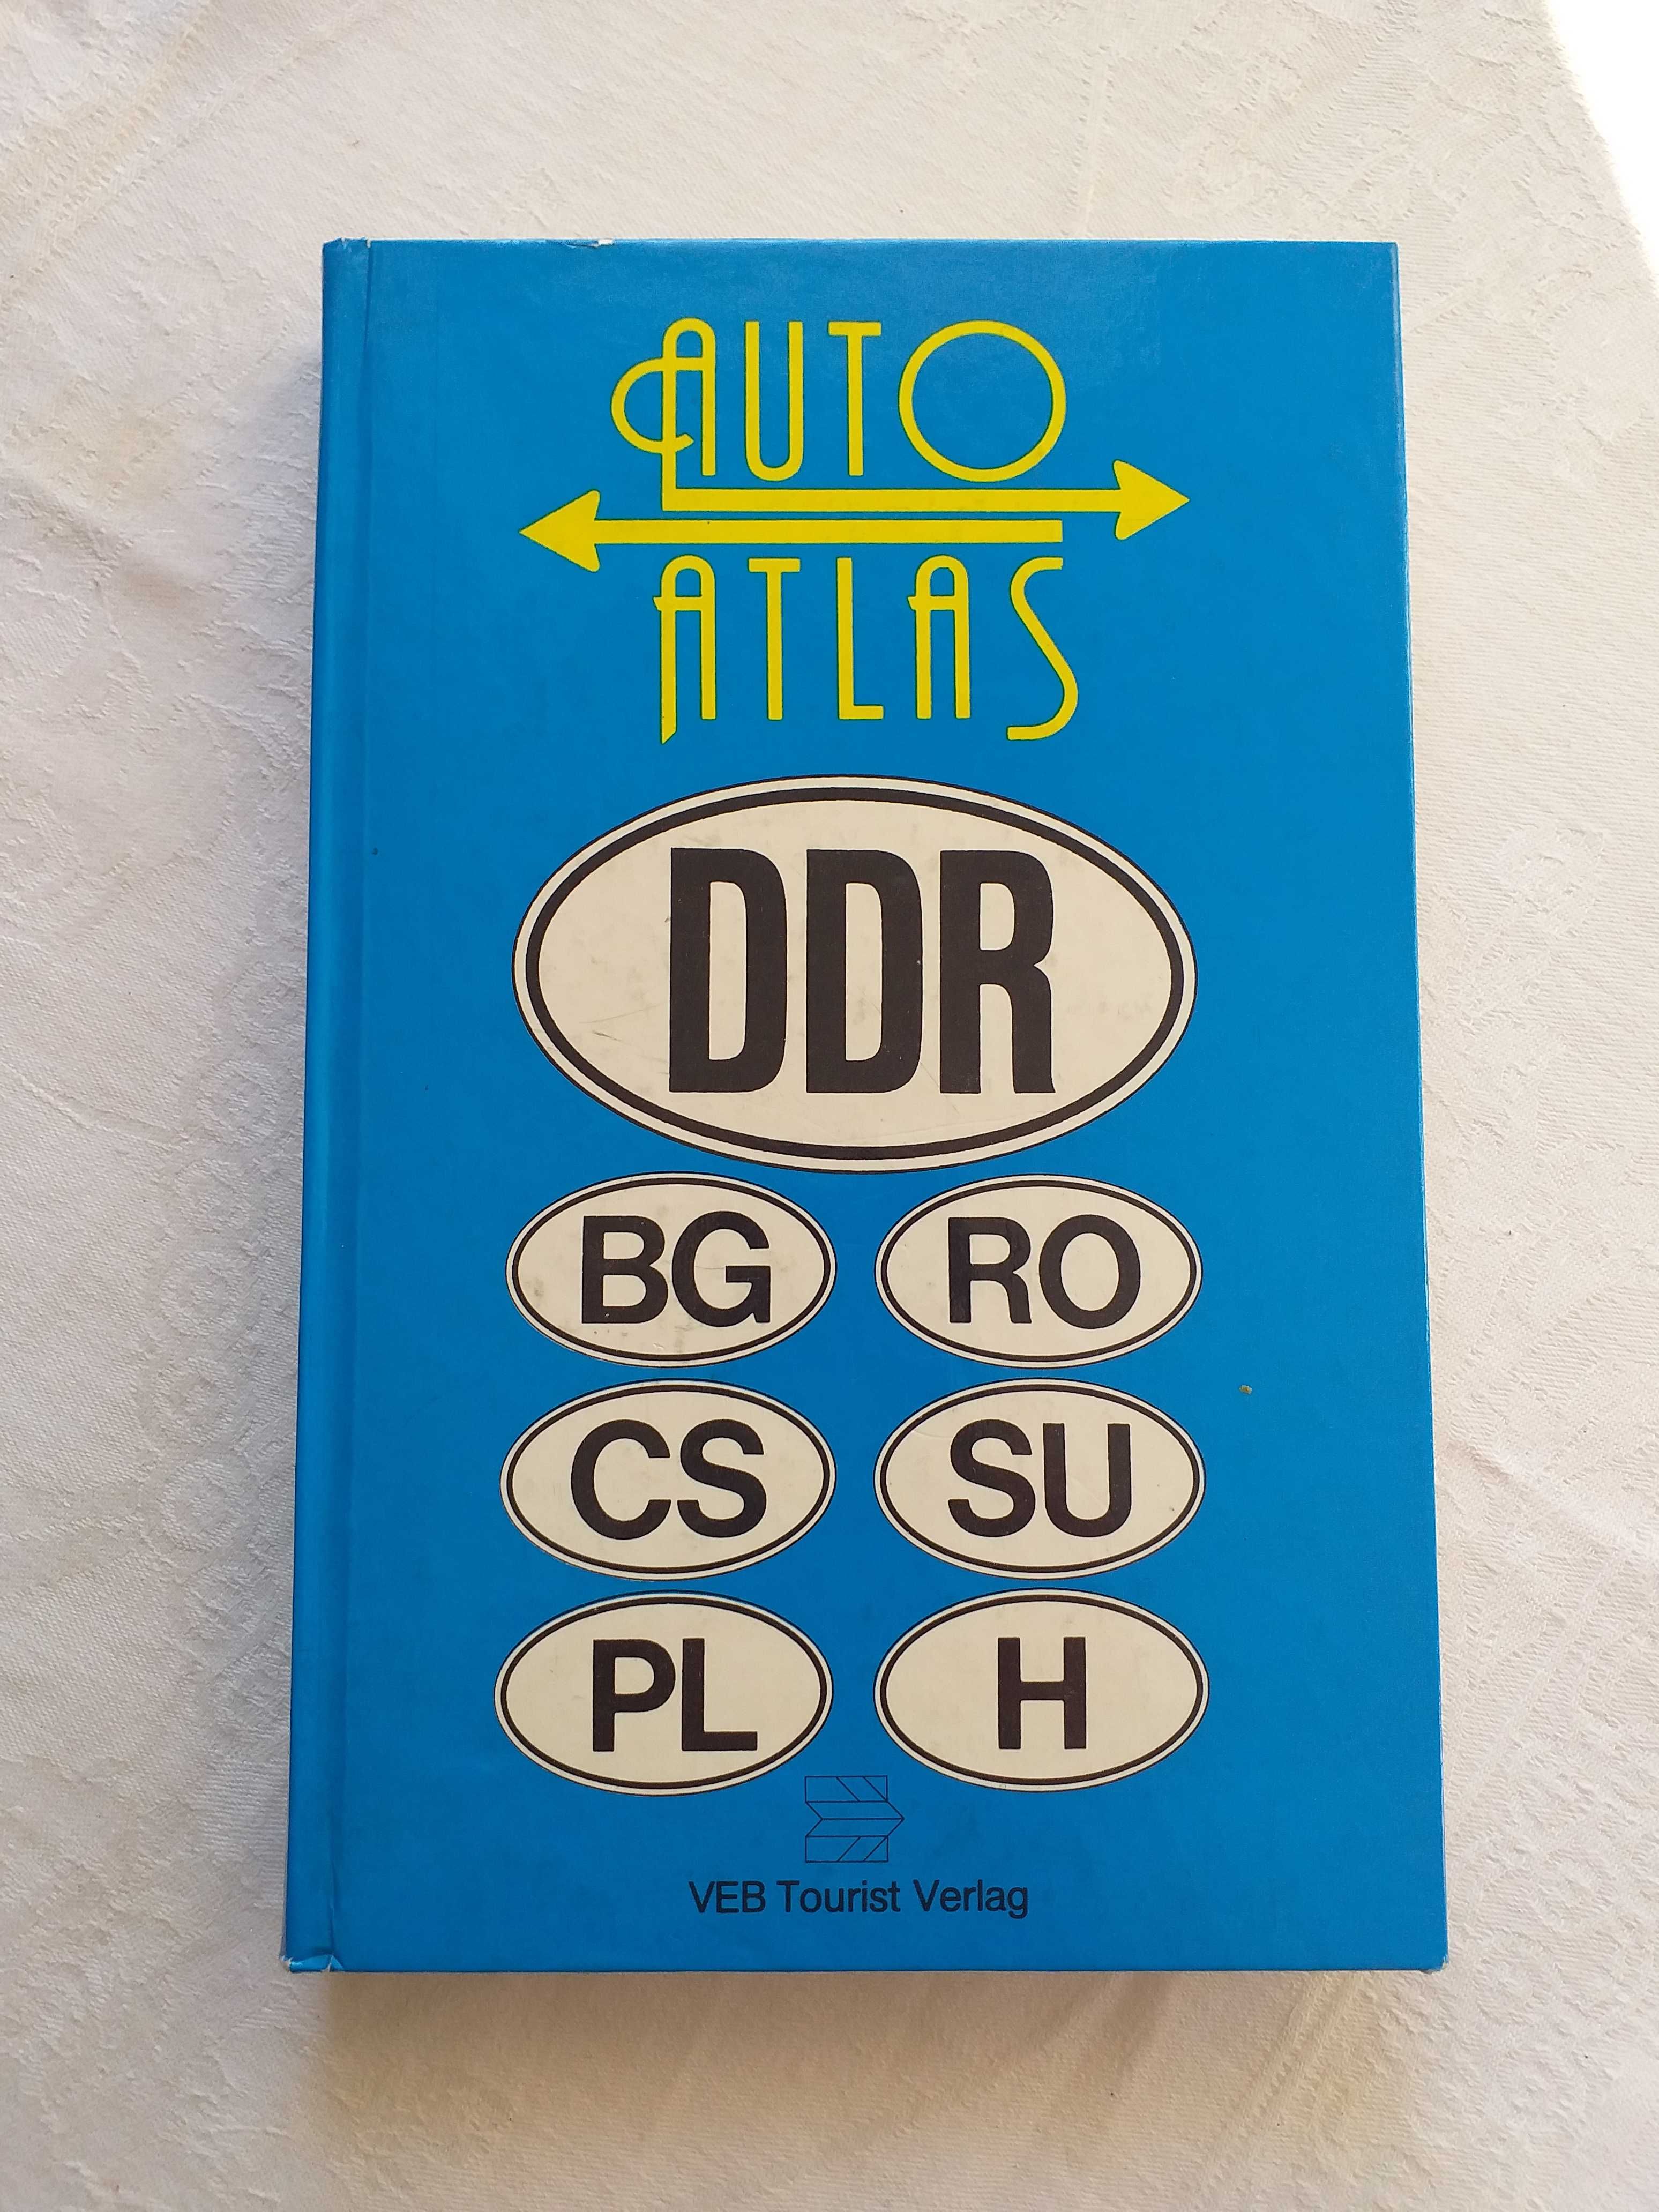 AUTO
ATLAS
DDR
BG RO
CS SU
PL H
VEB Tourist Verlag